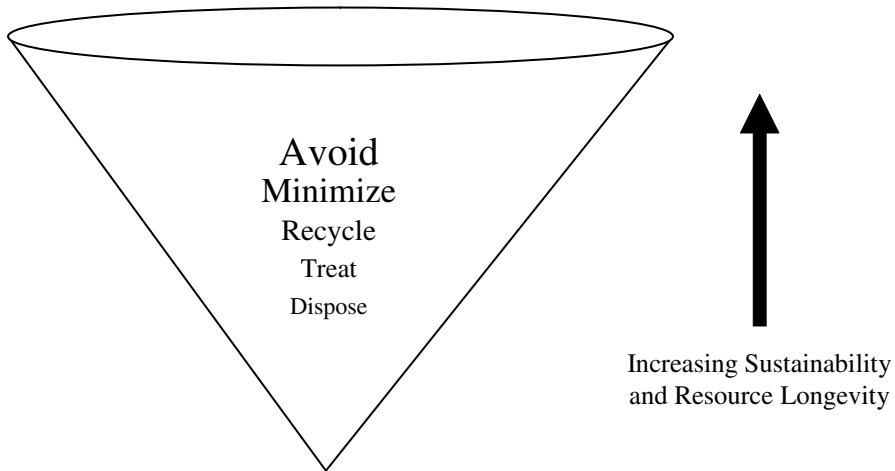 Avoid
Minimize
Recycle
Treat
Dispose
Increasing Sustainability
and Resource Longevity